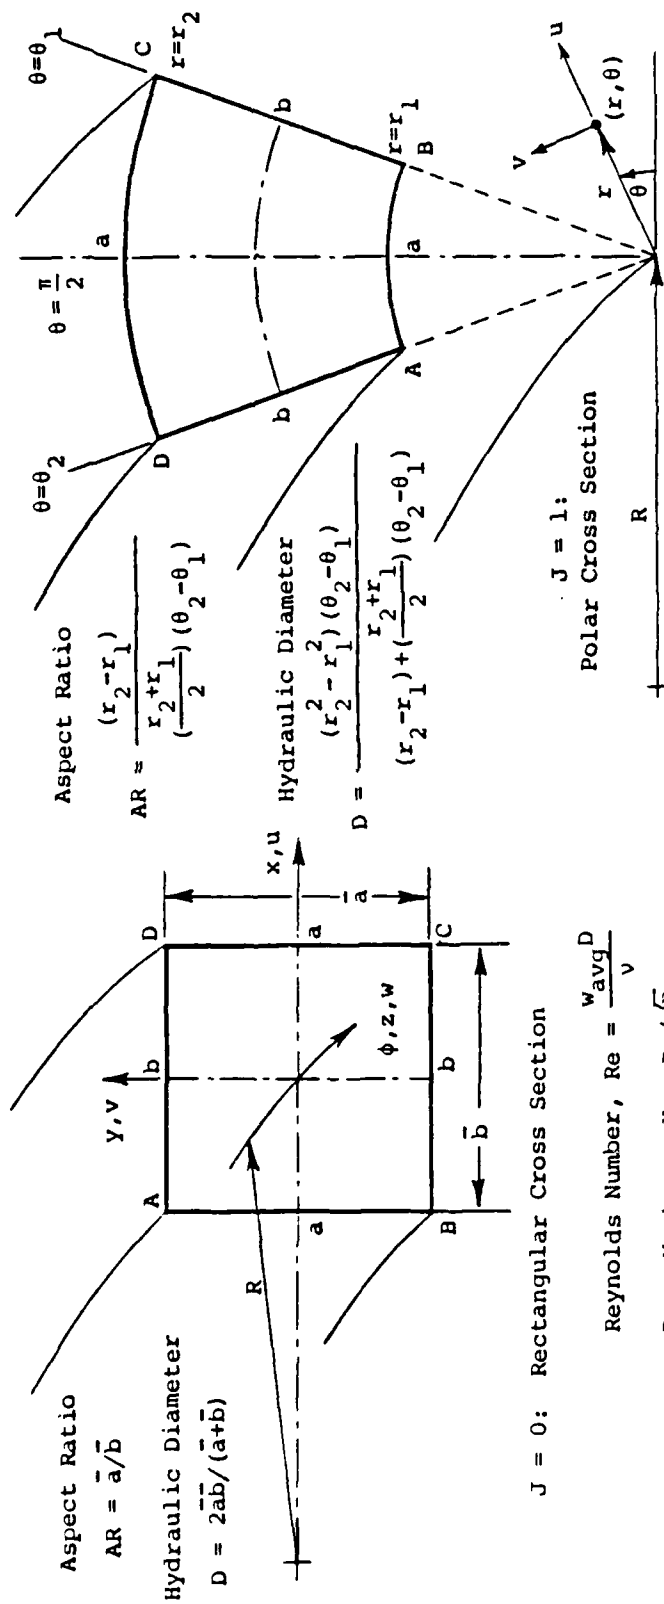 Aspect Ratio
AR = a̅/b̅
Hydraulic Diameter
D = 2a̅b̅/(a̅+b̅)
y,v
A
b
D
R
a
a
x,u
a̅
φ,z,w
B
b
C
b̅
J = 0: Rectangular Cross Section
Reynolds Number, Re = w_avg D / ν
Aspect Ratio
AR = (r₂-r₁) / ((r₂+r₁)/2)(θ₂-θ₁)
Hydraulic Diameter
D = (r₂²-r₁²)(θ₂-θ₁) / (r₂-r₁)+((r₂+r₁)/2)(θ₂-θ₁)
θ=θ₂
θ=π/2
θ=θ₁
D
a
C
r=r₂
b
b
A
a
B
r=r₁
J = 1:
Polar Cross Section
R
v
u
r
θ
(r,θ)